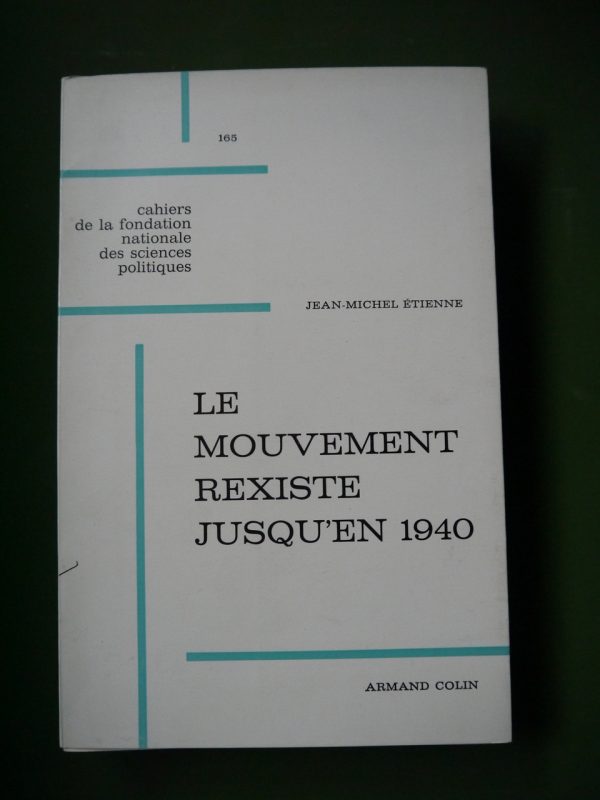 165
cahiers
de la fondation
nationale
des sciences
politiques
JEAN-MICHEL ÉTIENNE
LE
MOUVEMENT
REXISTE
JUSQU'EN 1940
ARMAND COLIN